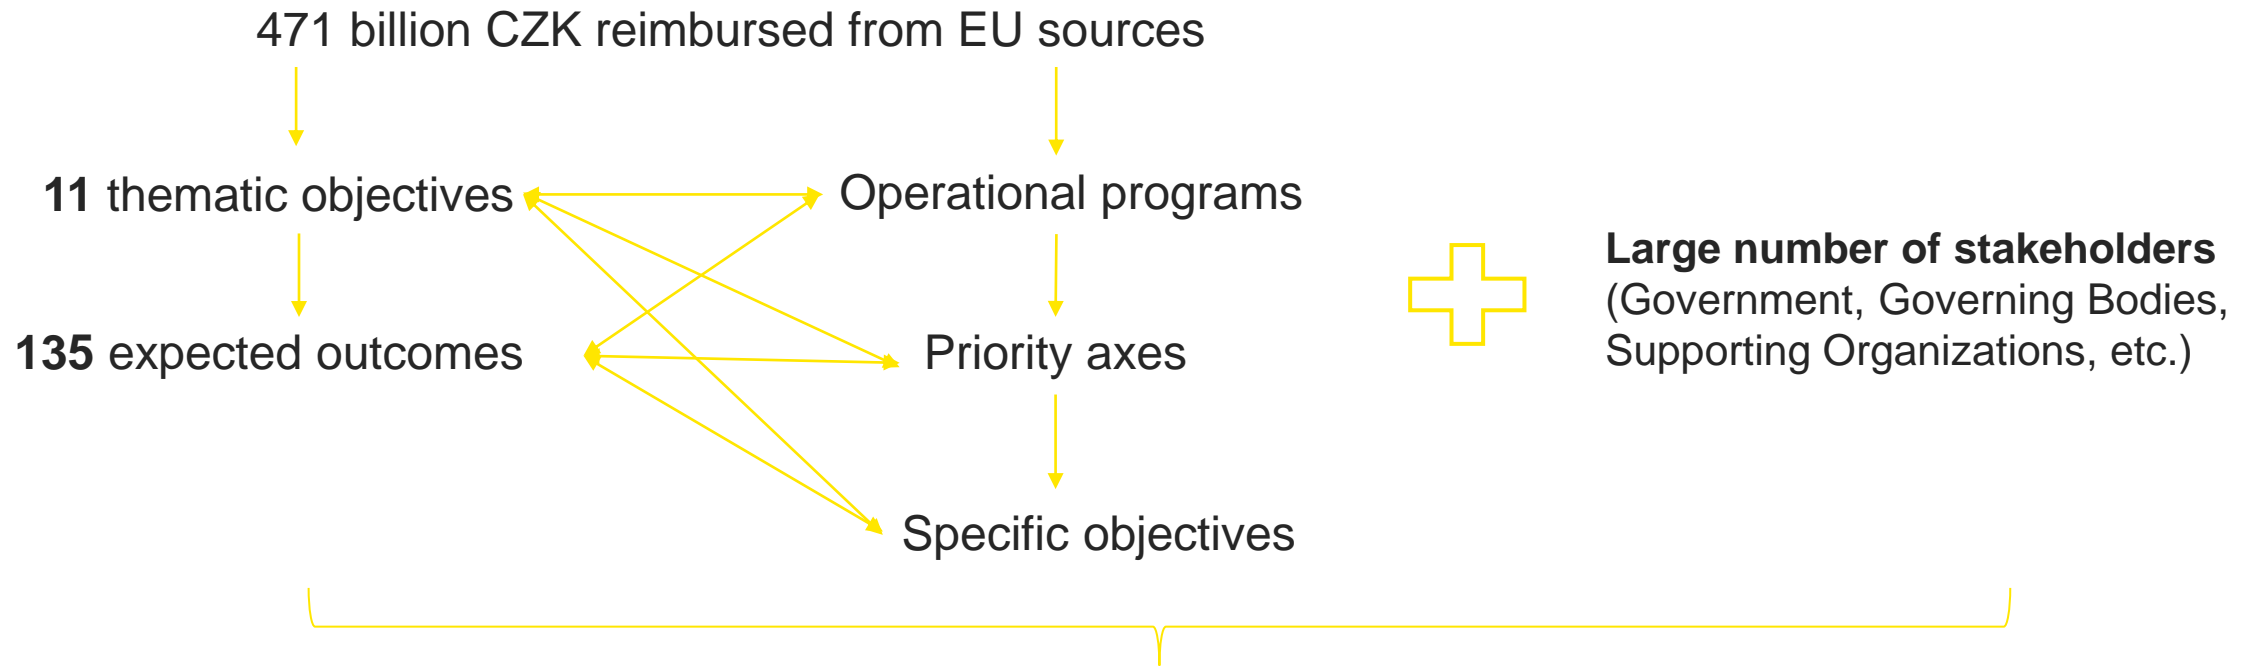 471 billion CZK reimbursed from EU sources
11 thematic objectives
Operational programs
135 expected outcomes
Priority axes
Specific objectives
Large number of stakeholders
(Government, Governing Bodies,
Supporting Organizations, etc.)